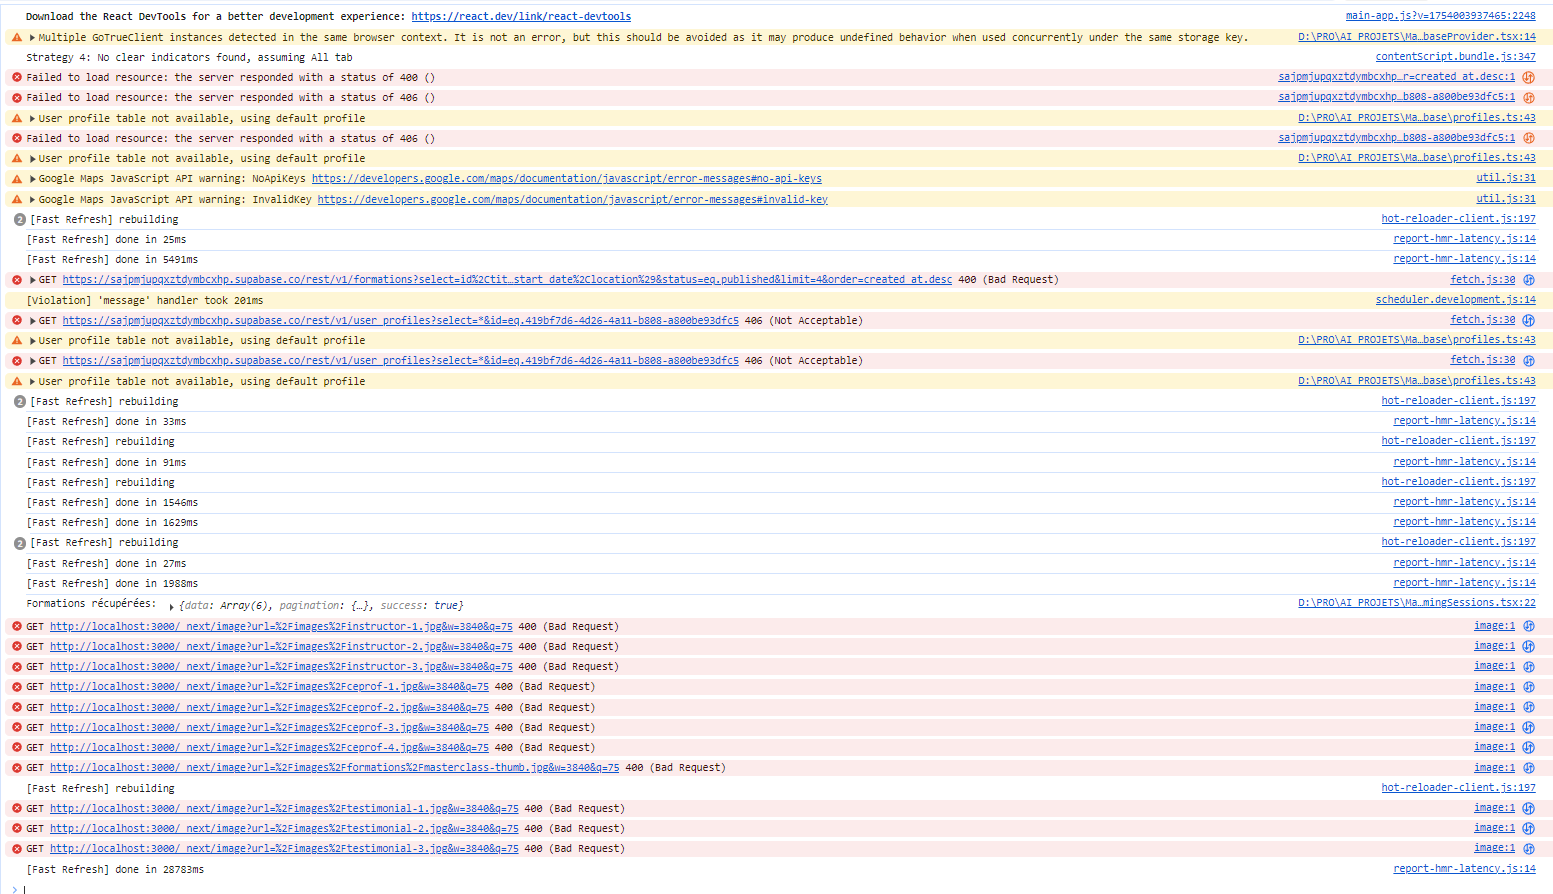 Download the React DevTools for a better development experience: https://react.dev/link/react-devtools main-app.js?v=1754003937465:2248
Multiple GoTrueClient instances detected in the same browser context. It is not an error, but this should be avoided as it may produce undefined behavior when used concurrently under the same storage key. D:\PRO\AI PROJETS\Ma…baseProvider.tsx:14
Strategy 4: No clear indicators found, assuming All tab contentScript.bundle.js:347
Failed to load resource: the server responded with a status of 400 () sajpmjupqxztdymbcxhp…r=created_at.desc:1
Failed to load resource: the server responded with a status of 406 () sajpmjupqxztdymbcxhp…b808-a800be93dfc5:1
User profile table not available, using default profile D:\PRO\AI PROJETS\Ma…base\profiles.ts:43
Failed to load resource: the server responded with a status of 406 () sajpmjupqxztdymbcxhp…b808-a800be93dfc5:1
User profile table not available, using default profile D:\PRO\AI PROJETS\Ma…base\profiles.ts:43
Google Maps JavaScript API warning: NoApiKeys https://developers.google.com/maps/documentation/javascript/error-messages#no-api-keys util.js:31
Google Maps JavaScript API warning: InvalidKey https://developers.google.com/maps/documentation/javascript/error-messages#invalid-key util.js:31
2 [Fast Refresh] rebuilding hot-reloader-client.js:197
[Fast Refresh] done in 25ms report-hmr-latency.js:14
[Fast Refresh] done in 5491ms report-hmr-latency.js:14
GET https://sajpmjupqxztdymbcxhp.supabase.co/rest/v1/formations?select=id%2Ctit…start_date%2Clocation%29&status=eq.published&limit=4&order=created_at.desc 400 (Bad Request) fetch.js:30
[Violation] 'message' handler took 201ms scheduler.development.js:14
GET https://sajpmjupqxztdymbcxhp.supabase.co/rest/v1/user_profiles?select=*&id=eq.419bf7d6-4d26-4a11-b808-a800be93dfc5 406 (Not Acceptable) fetch.js:30
User profile table not available, using default profile D:\PRO\AI PROJETS\Ma…base\profiles.ts:43
GET https://sajpmjupqxztdymbcxhp.supabase.co/rest/v1/user_profiles?select=*&id=eq.419bf7d6-4d26-4a11-b808-a800be93dfc5 406 (Not Acceptable) fetch.js:30
User profile table not available, using default profile D:\PRO\AI PROJETS\Ma…base\profiles.ts:43
2 [Fast Refresh] rebuilding hot-reloader-client.js:197
[Fast Refresh] done in 33ms report-hmr-latency.js:14
[Fast Refresh] rebuilding hot-reloader-client.js:197
[Fast Refresh] done in 91ms report-hmr-latency.js:14
[Fast Refresh] rebuilding hot-reloader-client.js:197
[Fast Refresh] done in 1546ms report-hmr-latency.js:14
[Fast Refresh] done in 1629ms report-hmr-latency.js:14
2 [Fast Refresh] rebuilding hot-reloader-client.js:197
[Fast Refresh] done in 27ms report-hmr-latency.js:14
[Fast Refresh] done in 1988ms report-hmr-latency.js:14
Formations récupérées: {data: Array(6), pagination: {…}, success: true} D:\PRO\AI PROJETS\Ma…mingSessions.tsx:22
GET http://localhost:3000/_next/image?url=%2Fimages%2Finstructor-1.jpg&w=3840&q=75 400 (Bad Request) image:1
GET http://localhost:3000/_next/image?url=%2Fimages%2Finstructor-2.jpg&w=3840&q=75 400 (Bad Request) image:1
GET http://localhost:3000/_next/image?url=%2Fimages%2Finstructor-3.jpg&w=3840&q=75 400 (Bad Request) image:1
GET http://localhost:3000/_next/image?url=%2Fimages%2Fceprof-1.jpg&w=3840&q=75 400 (Bad Request) image:1
GET http://localhost:3000/_next/image?url=%2Fimages%2Fceprof-2.jpg&w=3840&q=75 400 (Bad Request) image:1
GET http://localhost:3000/_next/image?url=%2Fimages%2Fceprof-3.jpg&w=3840&q=75 400 (Bad Request) image:1
GET http://localhost:3000/_next/image?url=%2Fimages%2Fceprof-4.jpg&w=3840&q=75 400 (Bad Request) image:1
GET http://localhost:3000/_next/image?url=%2Fimages%2Fformations%2Fmasterclass-thumb.jpg&w=3840&q=75 400 (Bad Request) image:1
[Fast Refresh] rebuilding hot-reloader-client.js:197
GET http://localhost:3000/_next/image?url=%2Fimages%2Ftestimonial-1.jpg&w=3840&q=75 400 (Bad Request) image:1
GET http://localhost:3000/_next/image?url=%2Fimages%2Ftestimonial-2.jpg&w=3840&q=75 400 (Bad Request) image:1
GET http://localhost:3000/_next/image?url=%2Fimages%2Ftestimonial-3.jpg&w=3840&q=75 400 (Bad Request) image:1
[Fast Refresh] done in 28783ms report-hmr-latency.js:14